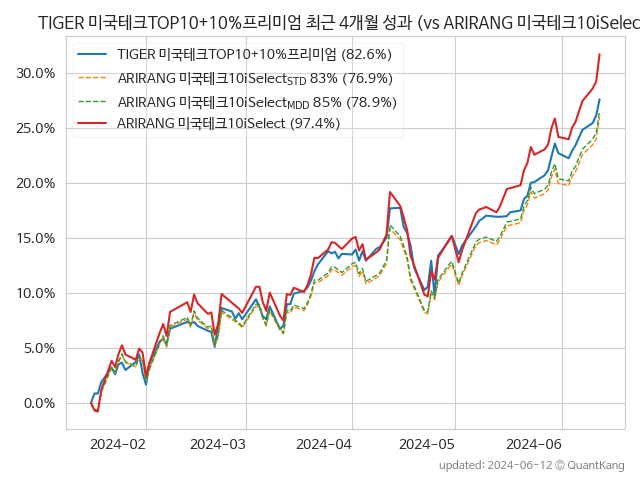 TIGER 미국테크TOP10+10%프리미엄 최근 4개월 성과 (vs ARIRANG 미국테크10iSelec
TIGER 미국테크TOP10+10%프리미엄 (82.6%)
ARIRANG 미국테크10iSelectSTD 83% (76.9%)
ARIRANG 미국테크10iSelectMDD 85% (78.9%)
ARIRANG 미국테크10iSelect (97.4%)
30.0%
25.0%
20.0%
15.0%
10.0%
5.0%
0.0%
2024-02 2024-03 2024-04 2024-05 2024-06
updated: 2024-06-12 © QuantKang